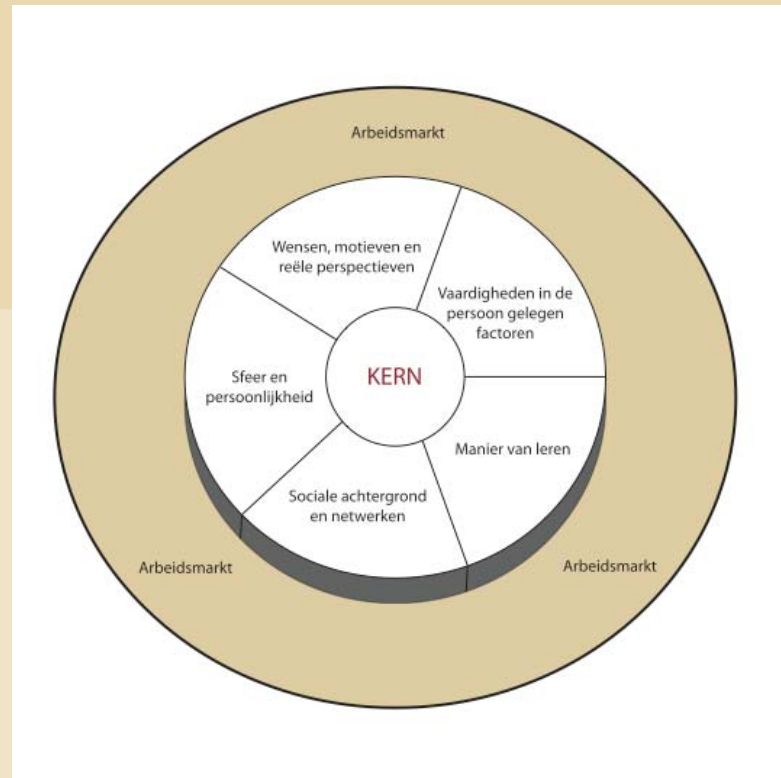 Arbeidsmarkt
Wensen, motieven en
reële perspectieven
Vaardigheden in de
persoon gelegen
factoren
Sfeer en
persoonlijkheid
KERN
Manier van leren
Sociale achtergrond
en netwerken
Arbeidsmarkt
Arbeidsmarkt